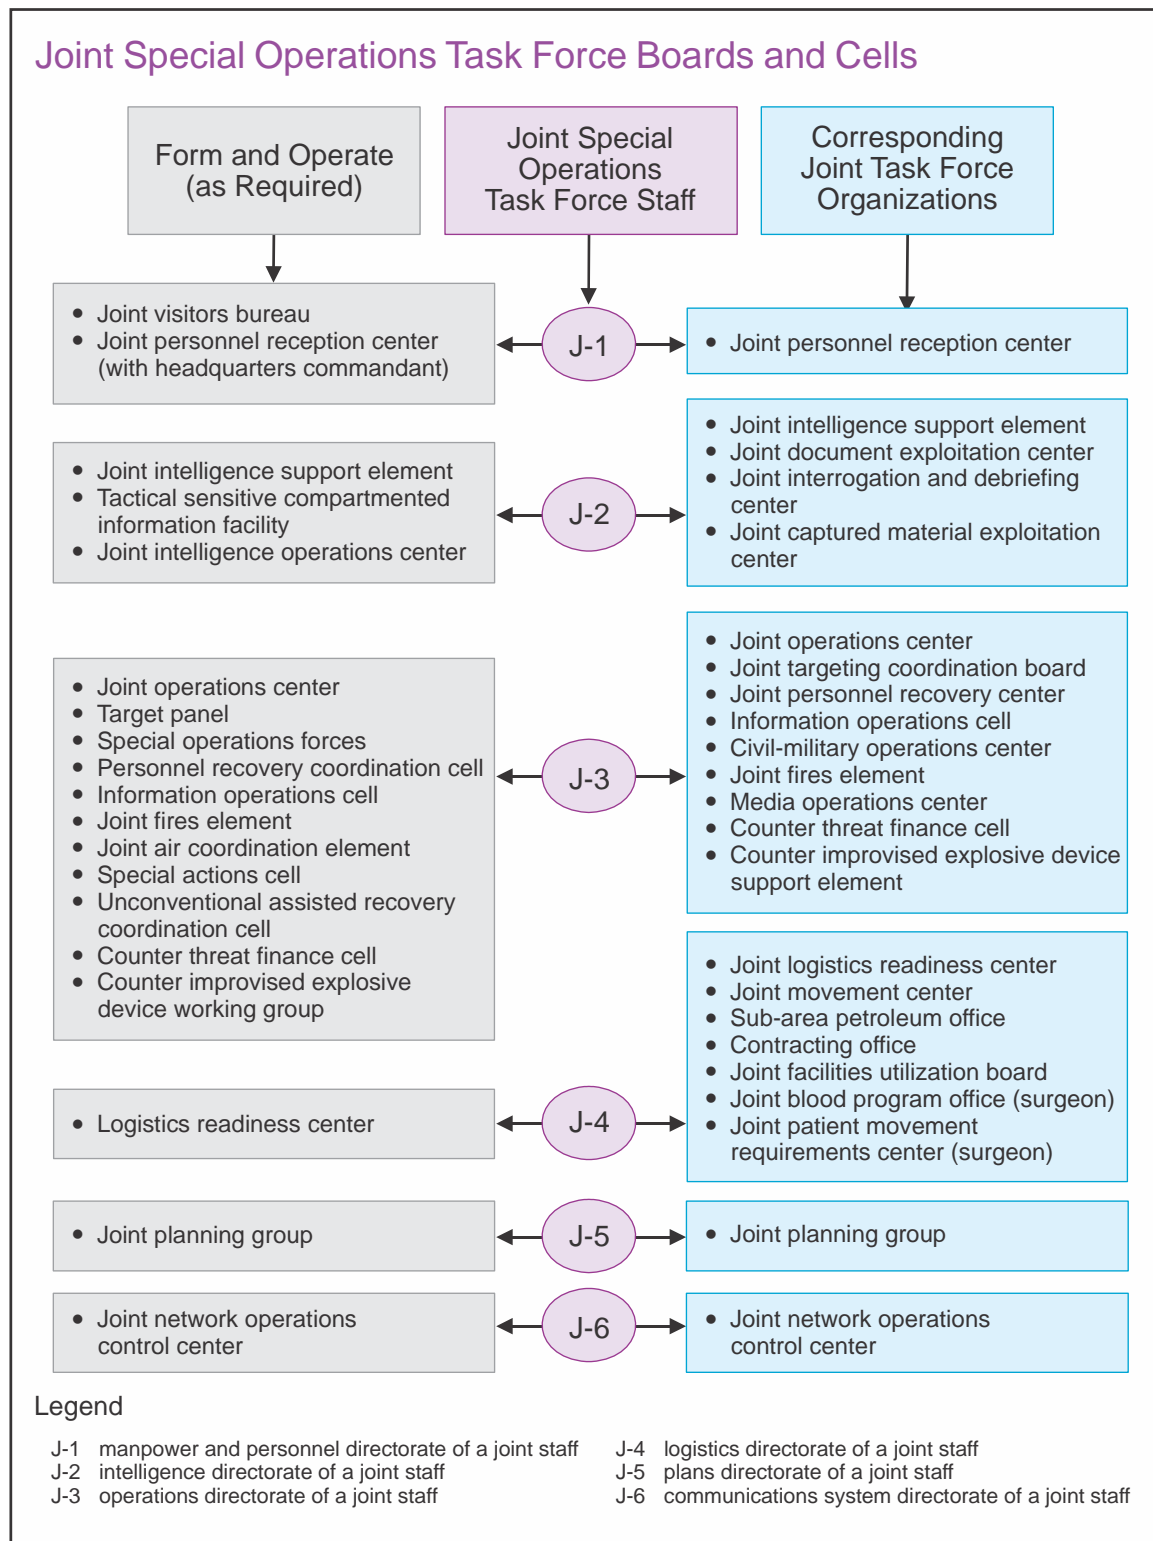 Joint Special Operations Task Force Boards and Cells
Form and Operate
(as Required)
Joint Special
Operations
Task Force Staff
Corresponding
Joint Task Force
Organizations
• Joint visitors bureau
• Joint personnel reception center
(with headquarters commandant)
J-1
• Joint personnel reception center
• Joint intelligence support element
• Tactical sensitive compartmented
information facility
• Joint intelligence operations center
J-2
• Joint intelligence support element
• Joint document exploitation center
• Joint interrogation and debriefing
center
• Joint captured material exploitation
center
• Joint operations center
• Target panel
• Special operations forces
• Personnel recovery coordination cell
• Information operations cell
• Joint fires element
• Joint air coordination element
• Special actions cell
• Unconventional assisted recovery
coordination cell
• Counter threat finance cell
• Counter improvised explosive
device working group
J-3
• Joint operations center
• Joint targeting coordination board
• Joint personnel recovery center
• Information operations cell
• Civil-military operations center
• Joint fires element
• Media operations center
• Counter threat finance cell
• Counter improvised explosive device
support element
• Logistics readiness center
J-4
• Joint logistics readiness center
• Joint movement center
• Sub-area petroleum office
• Contracting office
• Joint facilities utilization board
• Joint blood program office (surgeon)
• Joint patient movement
requirements center (surgeon)
• Joint planning group
J-5
• Joint planning group
• Joint network operations
control center
J-6
• Joint network operations
control center
Legend
J-1 manpower and personnel directorate of a joint staff
J-2 intelligence directorate of a joint staff
J-3 operations directorate of a joint staff
J-4 logistics directorate of a joint staff
J-5 plans directorate of a joint staff
J-6 communications system directorate of a joint staff